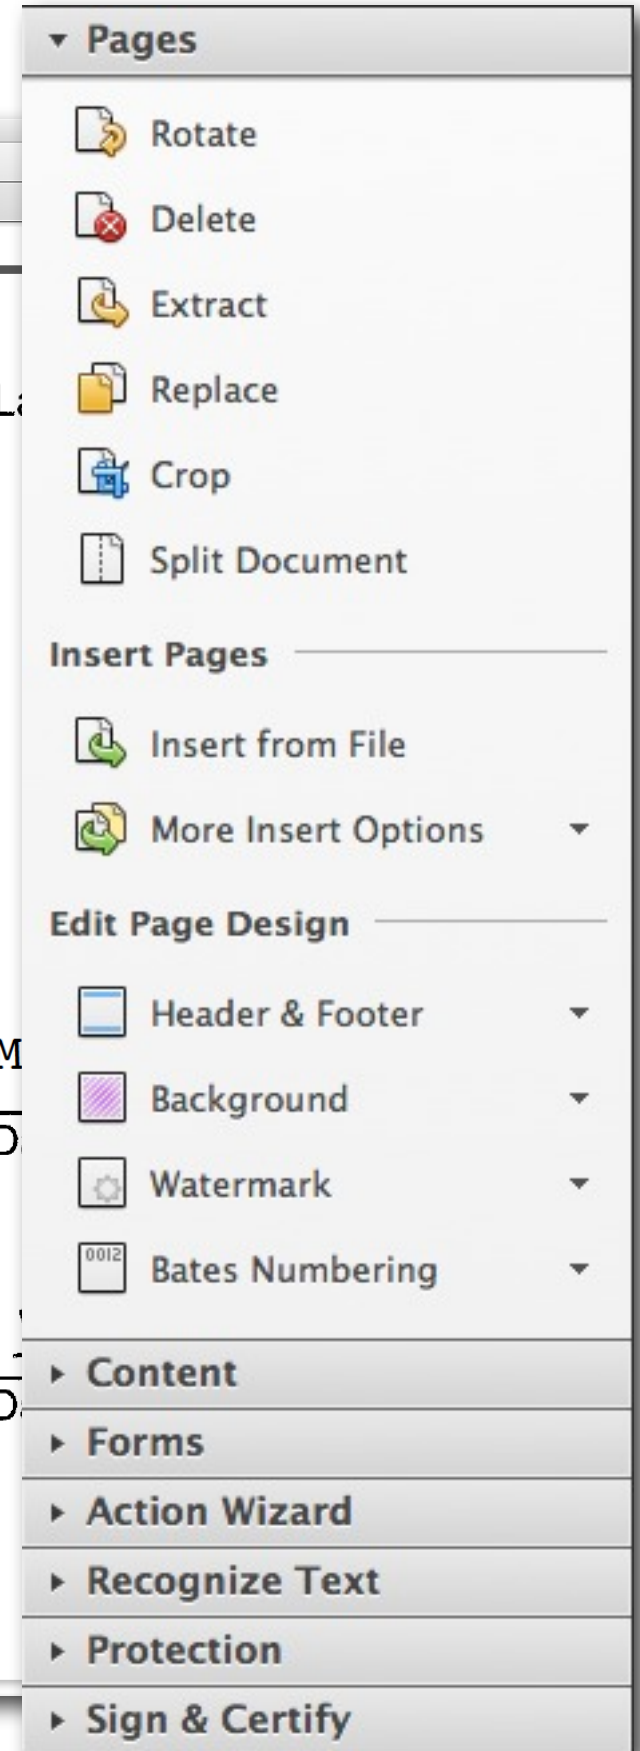 Pages
Rotate
Delete
Extract
Replace
Crop
Split Document
Insert Pages
Insert from File
More Insert Options
Edit Page Design
Header & Footer
Background
Watermark
0012
Bates Numbering
Content
Forms
Action Wizard
Recognize Text
Protection
Sign & Certify